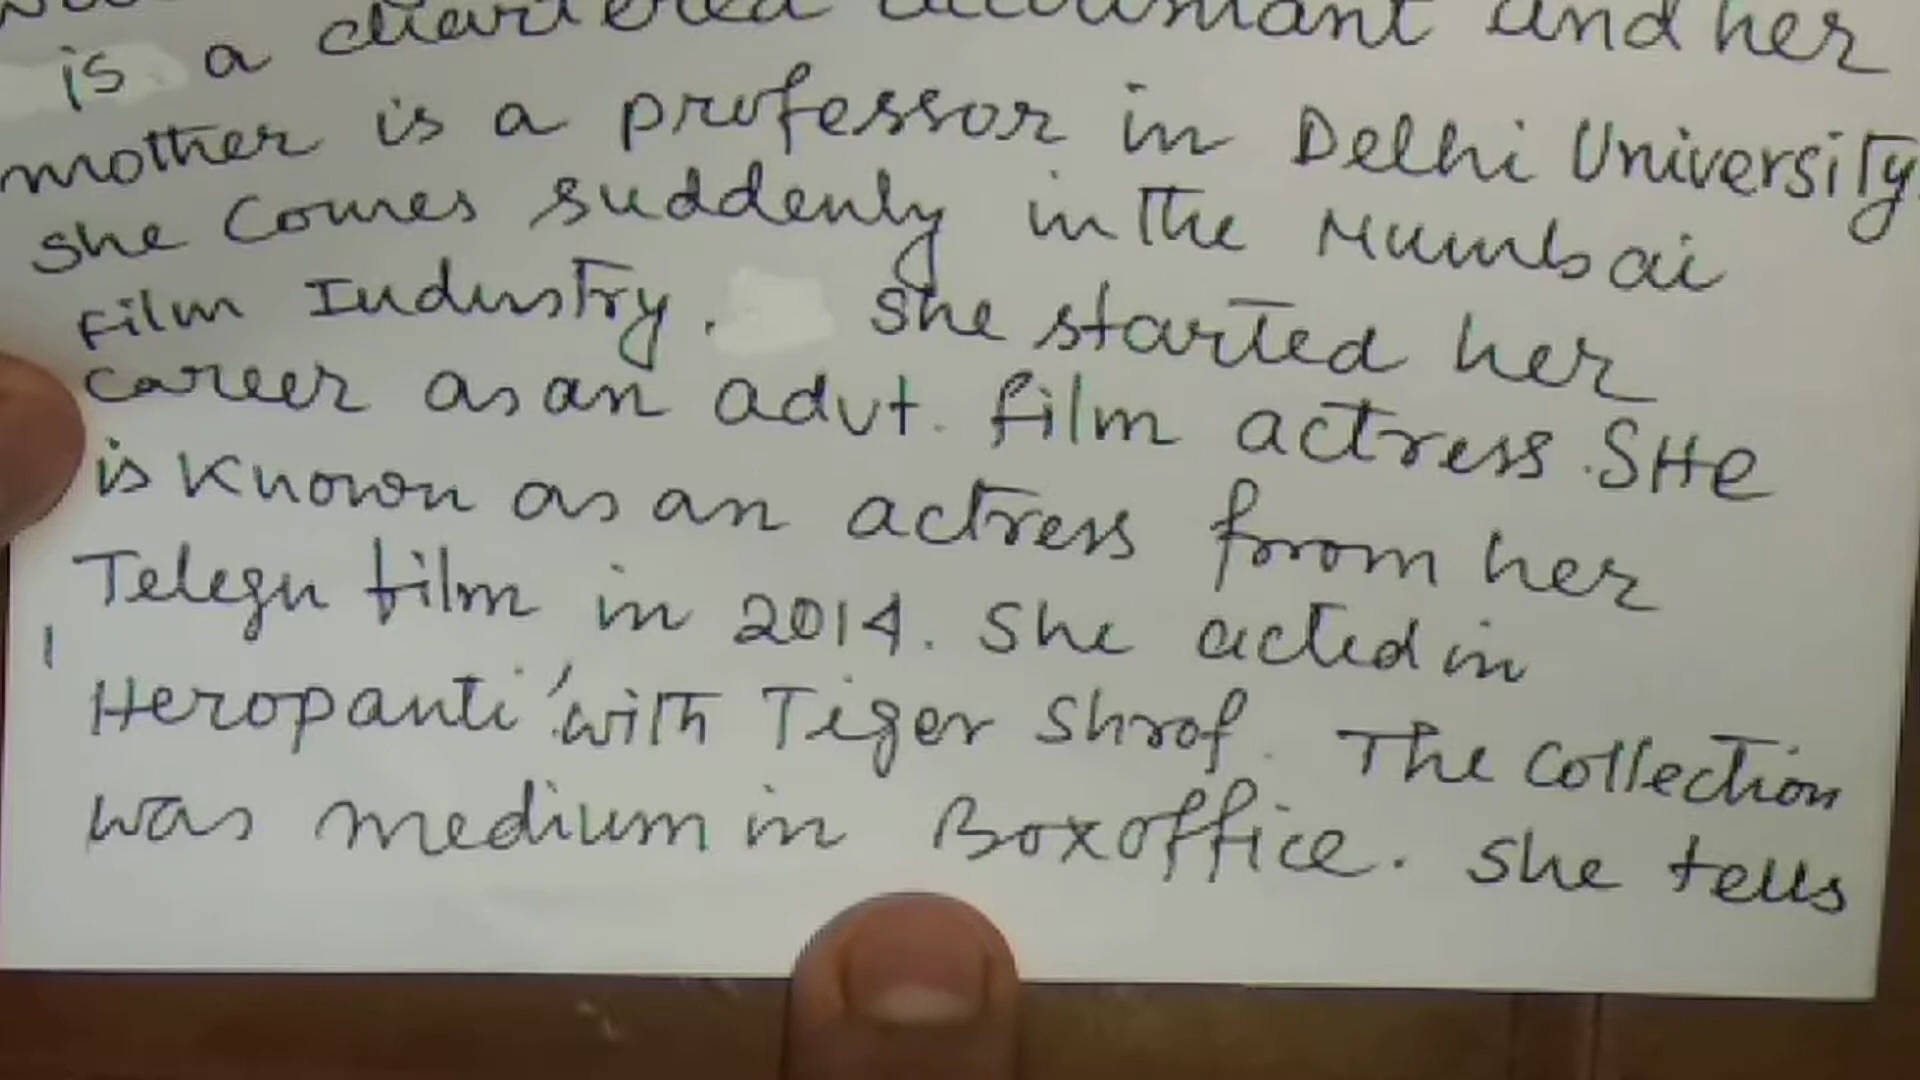 is a chartered accountant and her
mother is a professor in Delhi University.
she comes suddenly in the Mumbai
Film Industry. she started her
career as an advt. film actress. SHe
is known as an actress from her
Telegu film in 2014. She acted in
'Heropanti' with Tiger Shrof. The Collection
was medium in Boxoffice. she tells